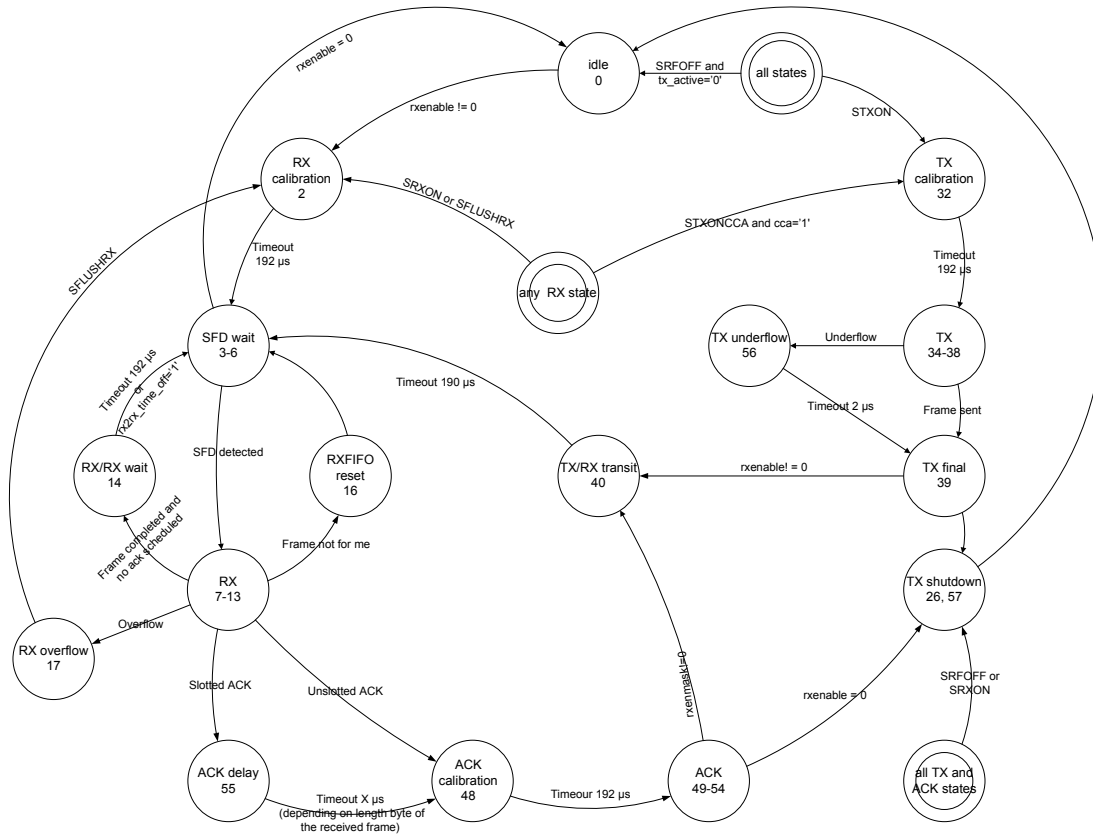 rxenable = 0
idle
0
SRFOFF and
tx_active='0'
all states
rxenable != 0
STXON
RX
calibration
2
TX
calibration
32
SRXON or SFLUSHRX
STXONCCA and cca='1'
SFLUSHRX
Timeout
192 µs
Timeout
192 µs
any RX state
SFD wait
3-6
TX underflow
56
Underflow
TX
34-38
Timeout 192 µs
or
rx2rx_time_off='1'
Timeout 190 µs
Timeout 2 µs
Frame sent
SFD detected
RX/RX wait
14
RXFIFO
reset
16
TX/RX transit
40
rxenable! = 0
TX final
39
Frame completed and
no ack scheduled
Frame not for me
RX
7-13
TX shutdown
26, 57
Overflow
RX overflow
17
rxenmask!=0
Slotted ACK
Unslotted ACK
rxenable = 0
SRFOFF or
SRXON
ACK delay
55
Timeout X µs
(depending on length byte of
the received frame)
ACK
calibration
48
Timeour 192 µs
ACK
49-54
all TX and
ACK states